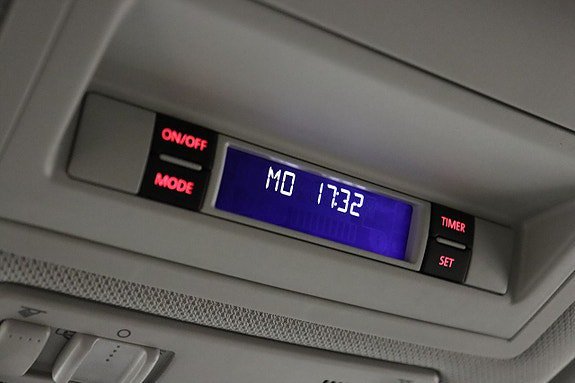 ON/OFF
MODE
MO 17:32
TIMER
SET